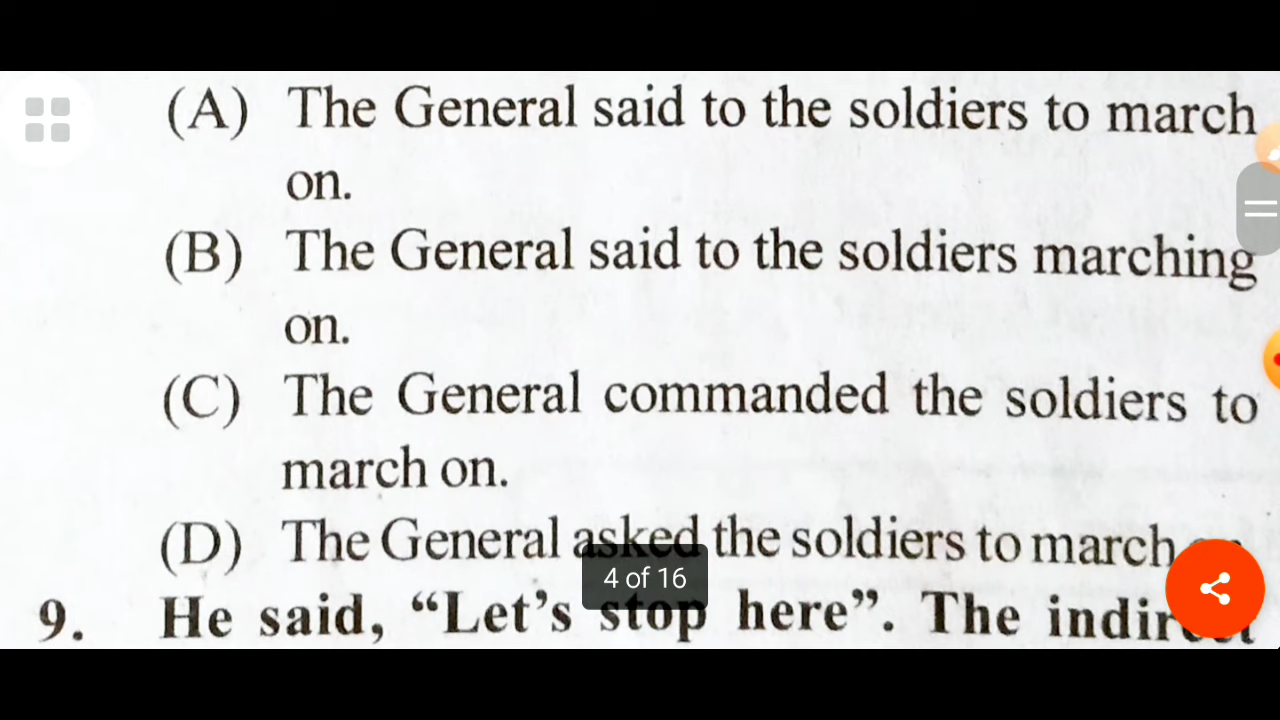 (A) The General said to the soldiers to march
on.
(B) The General said to the soldiers marching
on.
(C) The General commanded the soldiers to
march on.
(D) The General asked the soldiers to march
4 of 16
9. He said, “Let’s stop here”. The indirect